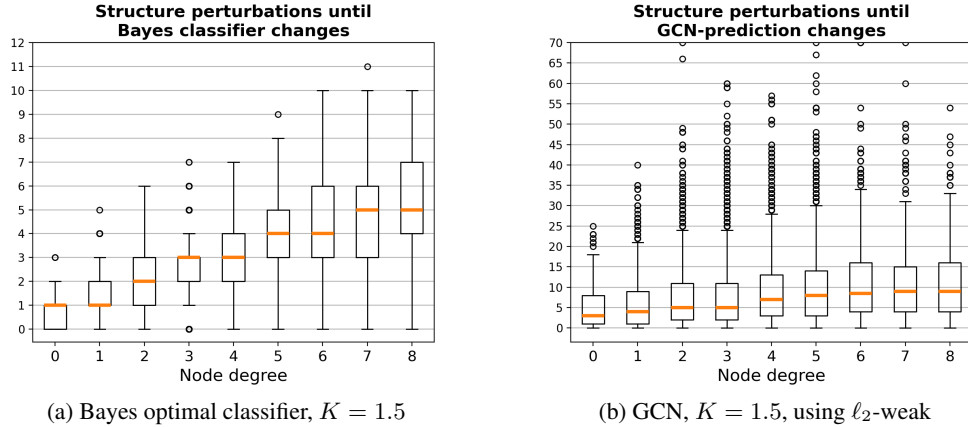 Structure perturbations until
Bayes classifier changes
12
11
10
9
8
7
6
5
4
3
2
1
0
0 1 2 3 4 5 6 7 8
Node degree
(a) Bayes optimal classifier, K = 1.5
Structure perturbations until
GCN-prediction changes
70
65
60
55
50
45
40
35
30
25
20
15
10
5
0
0 1 2 3 4 5 6 7 8
Node degree
(b) GCN, K = 1.5, using ℓ2-weak